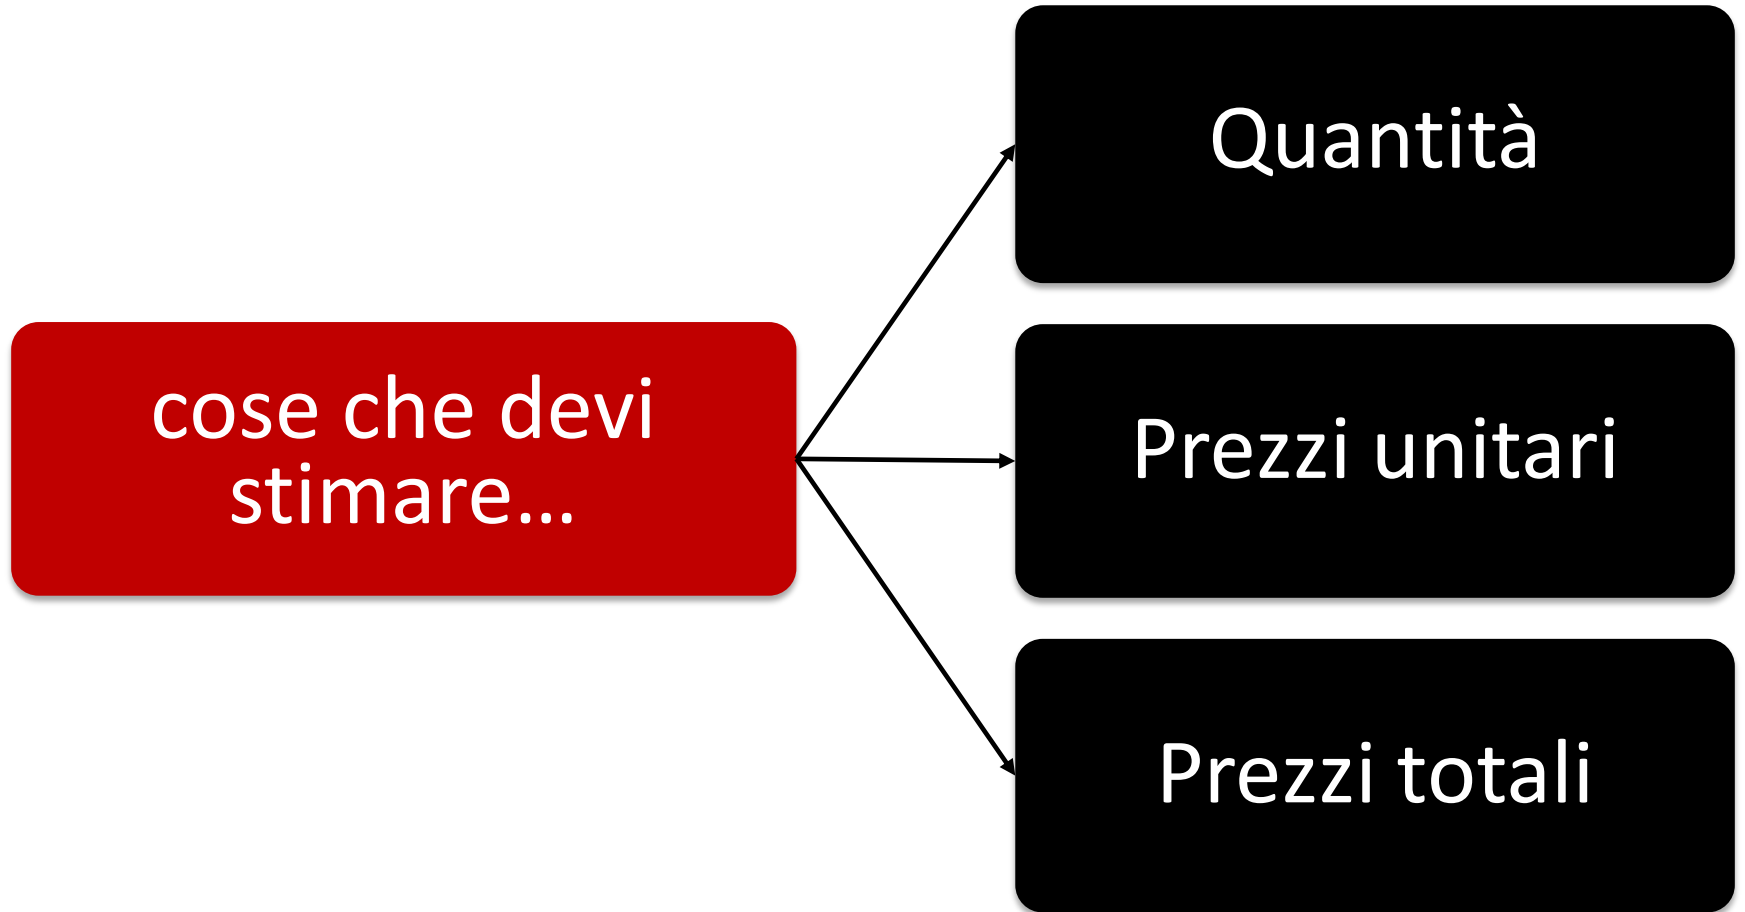 cose che devi
stimare…
Quantità
Prezzi unitari
Prezzi totali